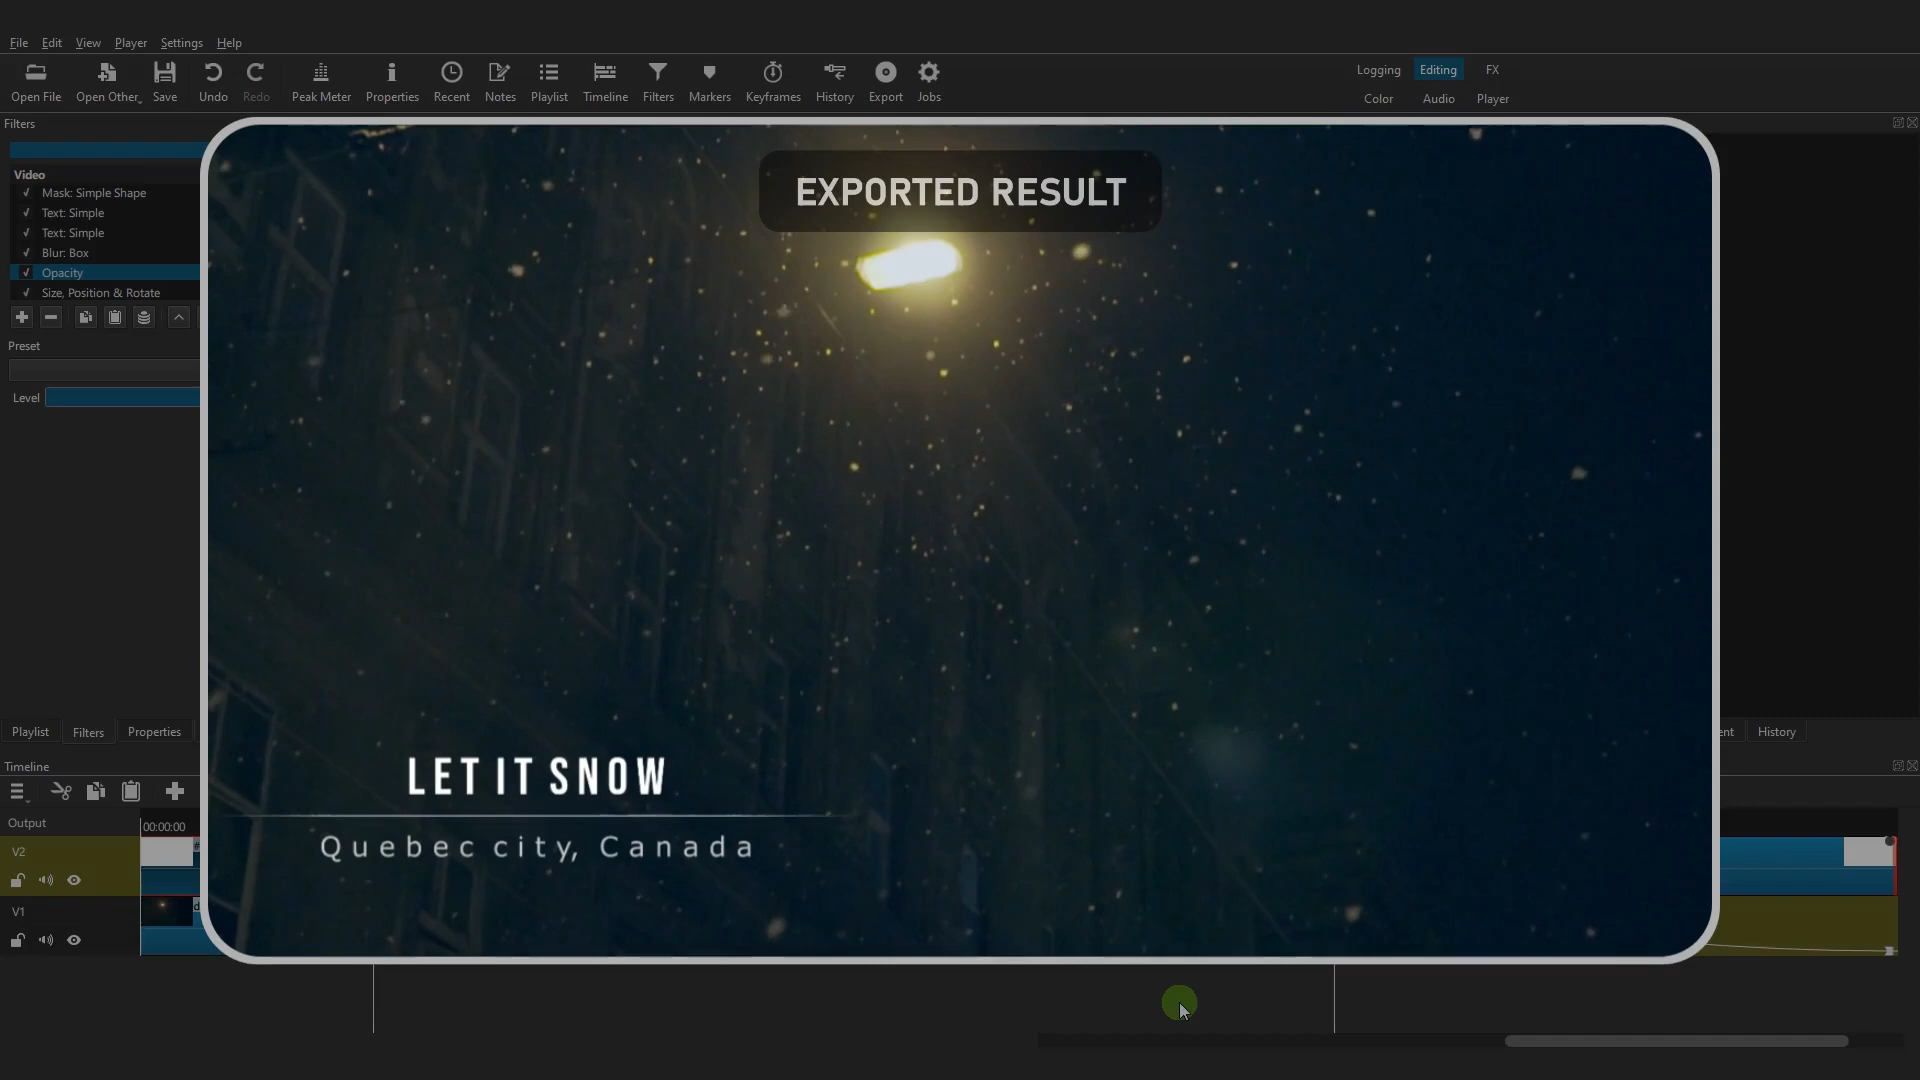 File Edit View Player Settings Help
Open File Open Other Save Undo Redo Peak Meter Properties Recent Notes Playlist Timeline Filters Markers Keyframes History Export Jobs
Logging Editing FX
Color Audio Player
Filters
EXPORTED RESULT
Video
Mask: Simple Shape
Text: Simple
Text: Simple
Blur: Box
Opacity
Size, Position & Rotate
Preset
Level
Playlist Filters Properties
History
Timeline
LET IT SNOW
Quebec city, Canada
Output
00:00:00
V2
V1